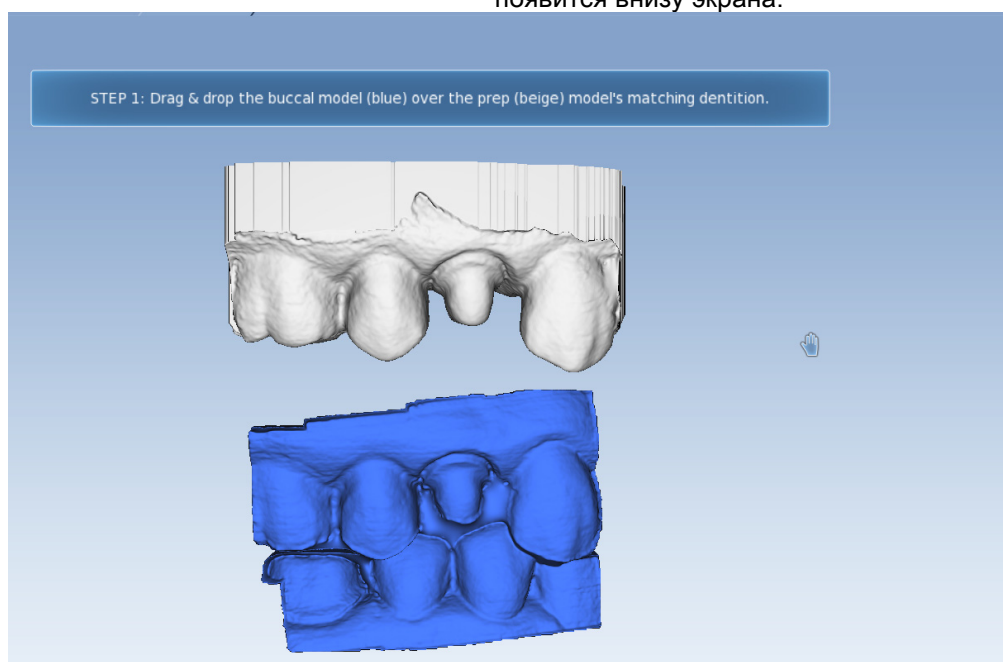 появится внизу экрана.
STEP 1: Drag & drop the buccal model (blue) over the prep (beige) model's matching dentition.